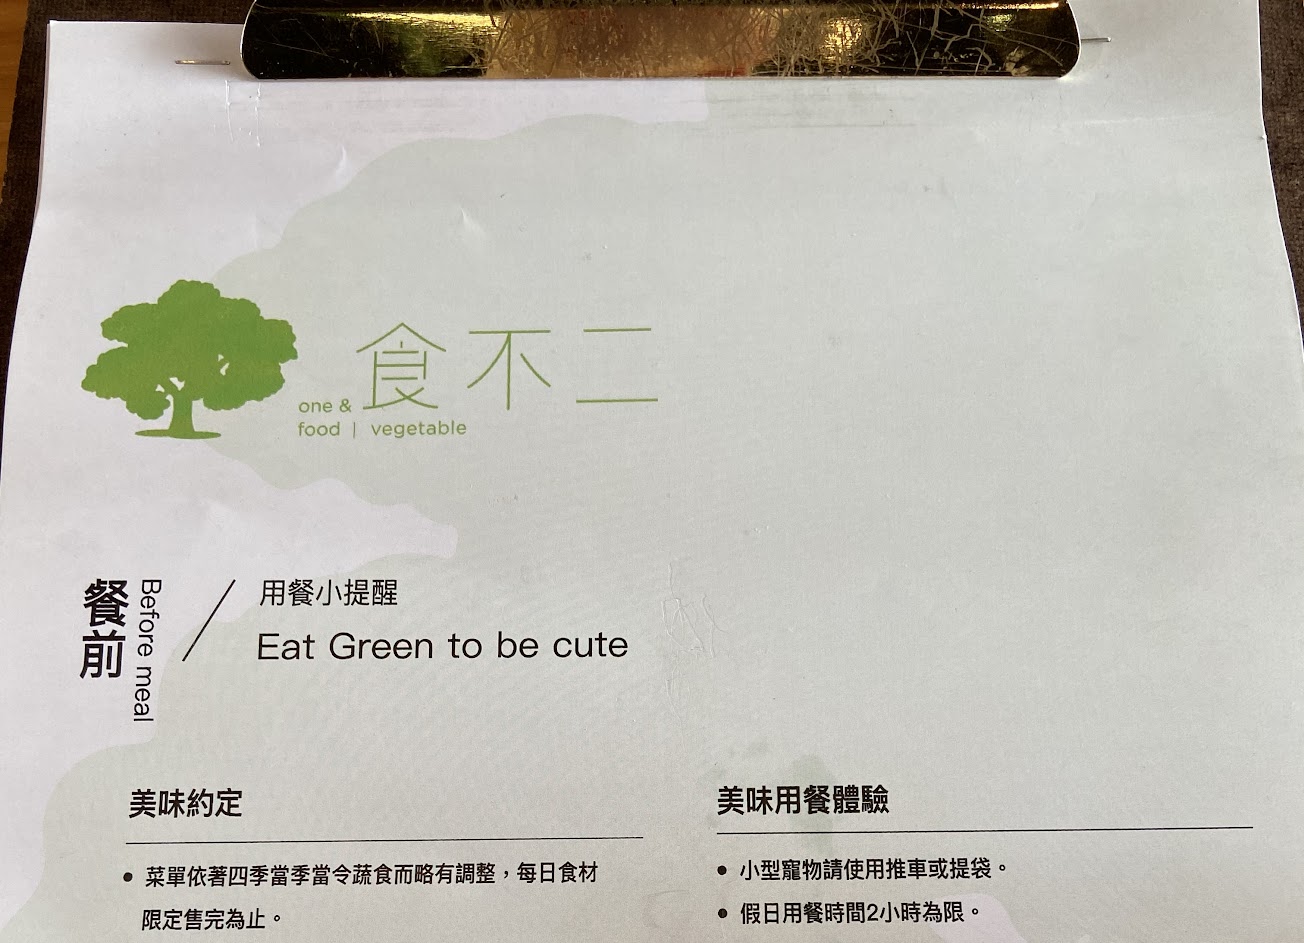 食不二
one &
food | vegetable
餐前
Before meal
用餐小提醒
Eat Green to be cute
美味約定
• 菜單依著四季當季當令蔬食而略有調整，每日食材
限定售完為止。
美味用餐體驗
• 小型寵物請使用推車或提袋。
• 假日用餐時間2小時為限。